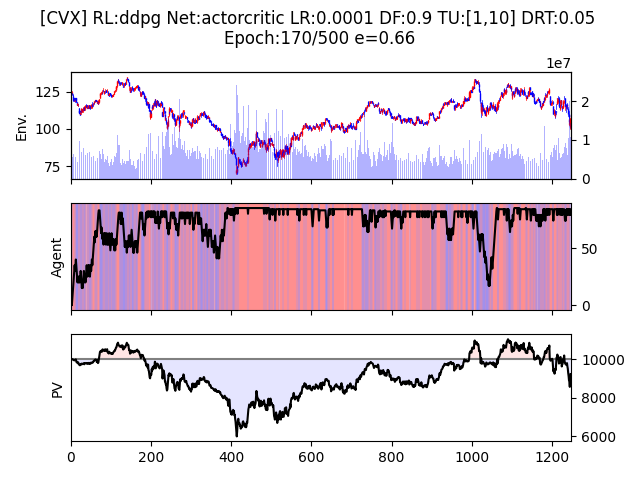 [CVX] RL:ddpg Net:actorcritic LR:0.0001 DF:0.9 TU:[1,10] DRT:0.05
Epoch:170/500 e=0.66
1e7
Env.
125
100
75
2
1
0
Agent
50
0
PV
10000
8000
6000
0 200 400 600 800 1000 1200